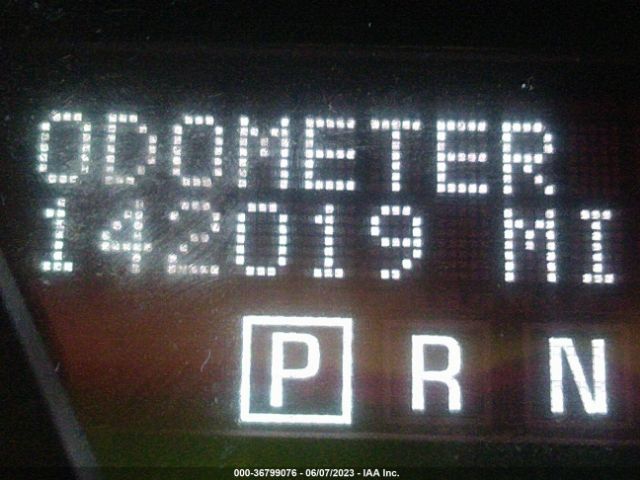 ODOMETER
142019 MI
P R N
000-36799076 - 06/07/2023 - IAA Inc.